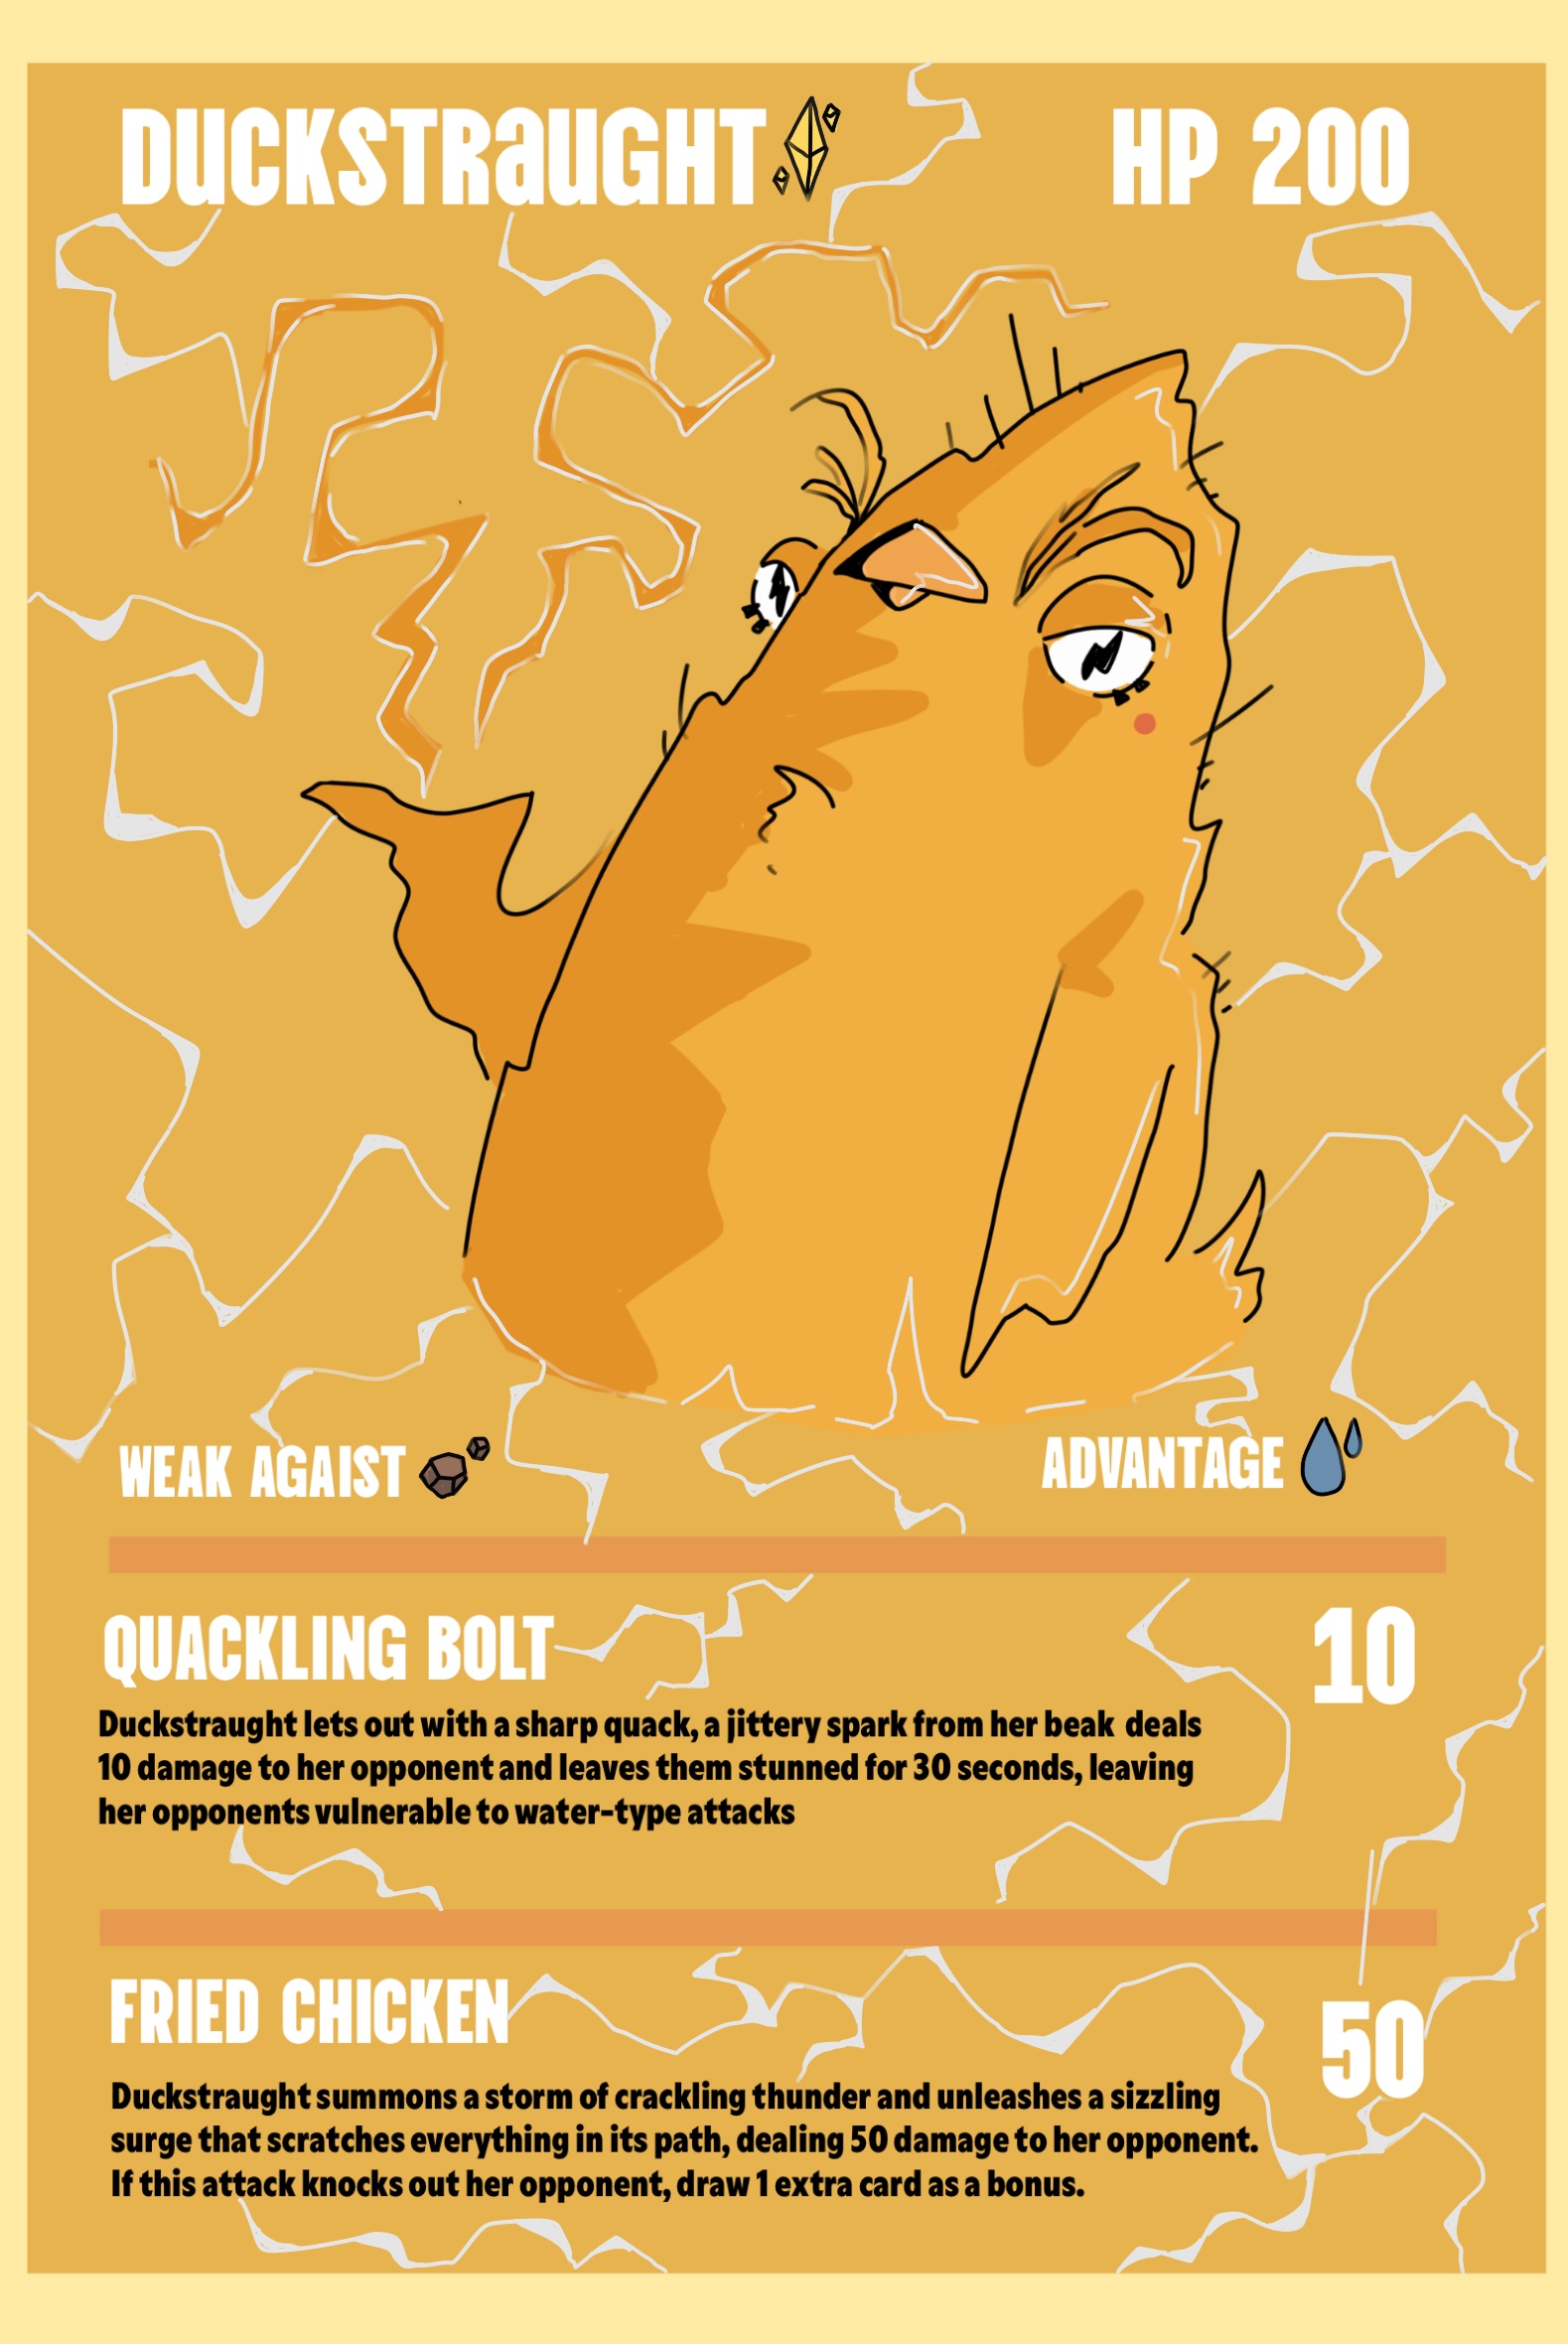 DUCKSTRaUGHT
HP 200
WEAK AGAIST
ADVANTAGE
QUACKLING BOLT
10
Duckstraught lets out with a sharp quack, a jittery spark from her beak deals
10 damage to her opponent and leaves them stunned for 30 seconds, leaving
her opponents vulnerable to water-type attacks
FRIED CHICKEN
50
Duckstraught summons a storm of crackling thunder and unleashes a sizzling
surge that scratches everything in its path, dealing 50 damage to her opponent.
If this attack knocks out her opponent, draw 1 extra card as a bonus.